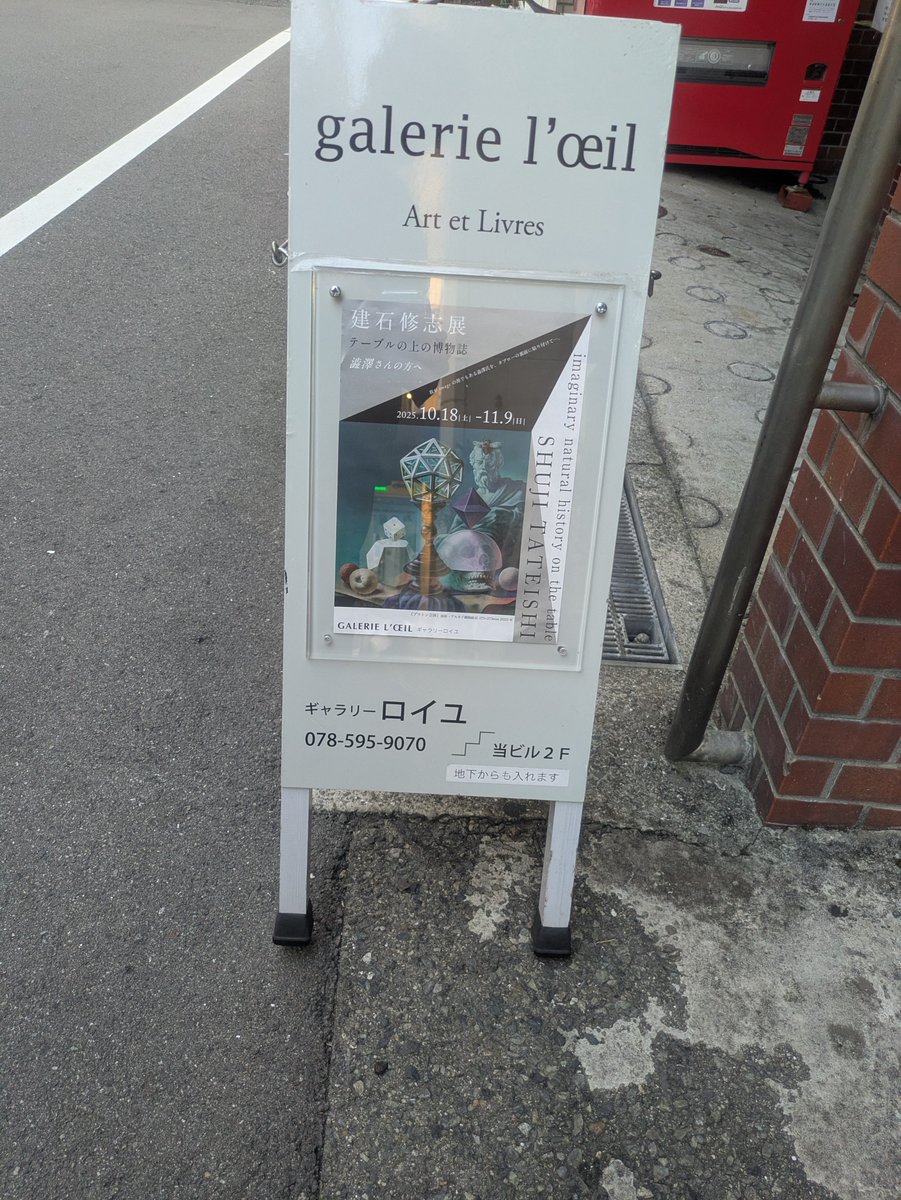 galerie l'œil
Art et Livres
建石修志展
テーブルの上の博物誌
澁澤さんの方へ
2025.10.18|土| -11.9|日|
imaginary natural history on the table
SHUJI TATEISHI
GALERIE L'ŒIL ギャラリーロイユ
ギャラリー ロイユ
078-595-9070
当ビル2F
地下からも入れます